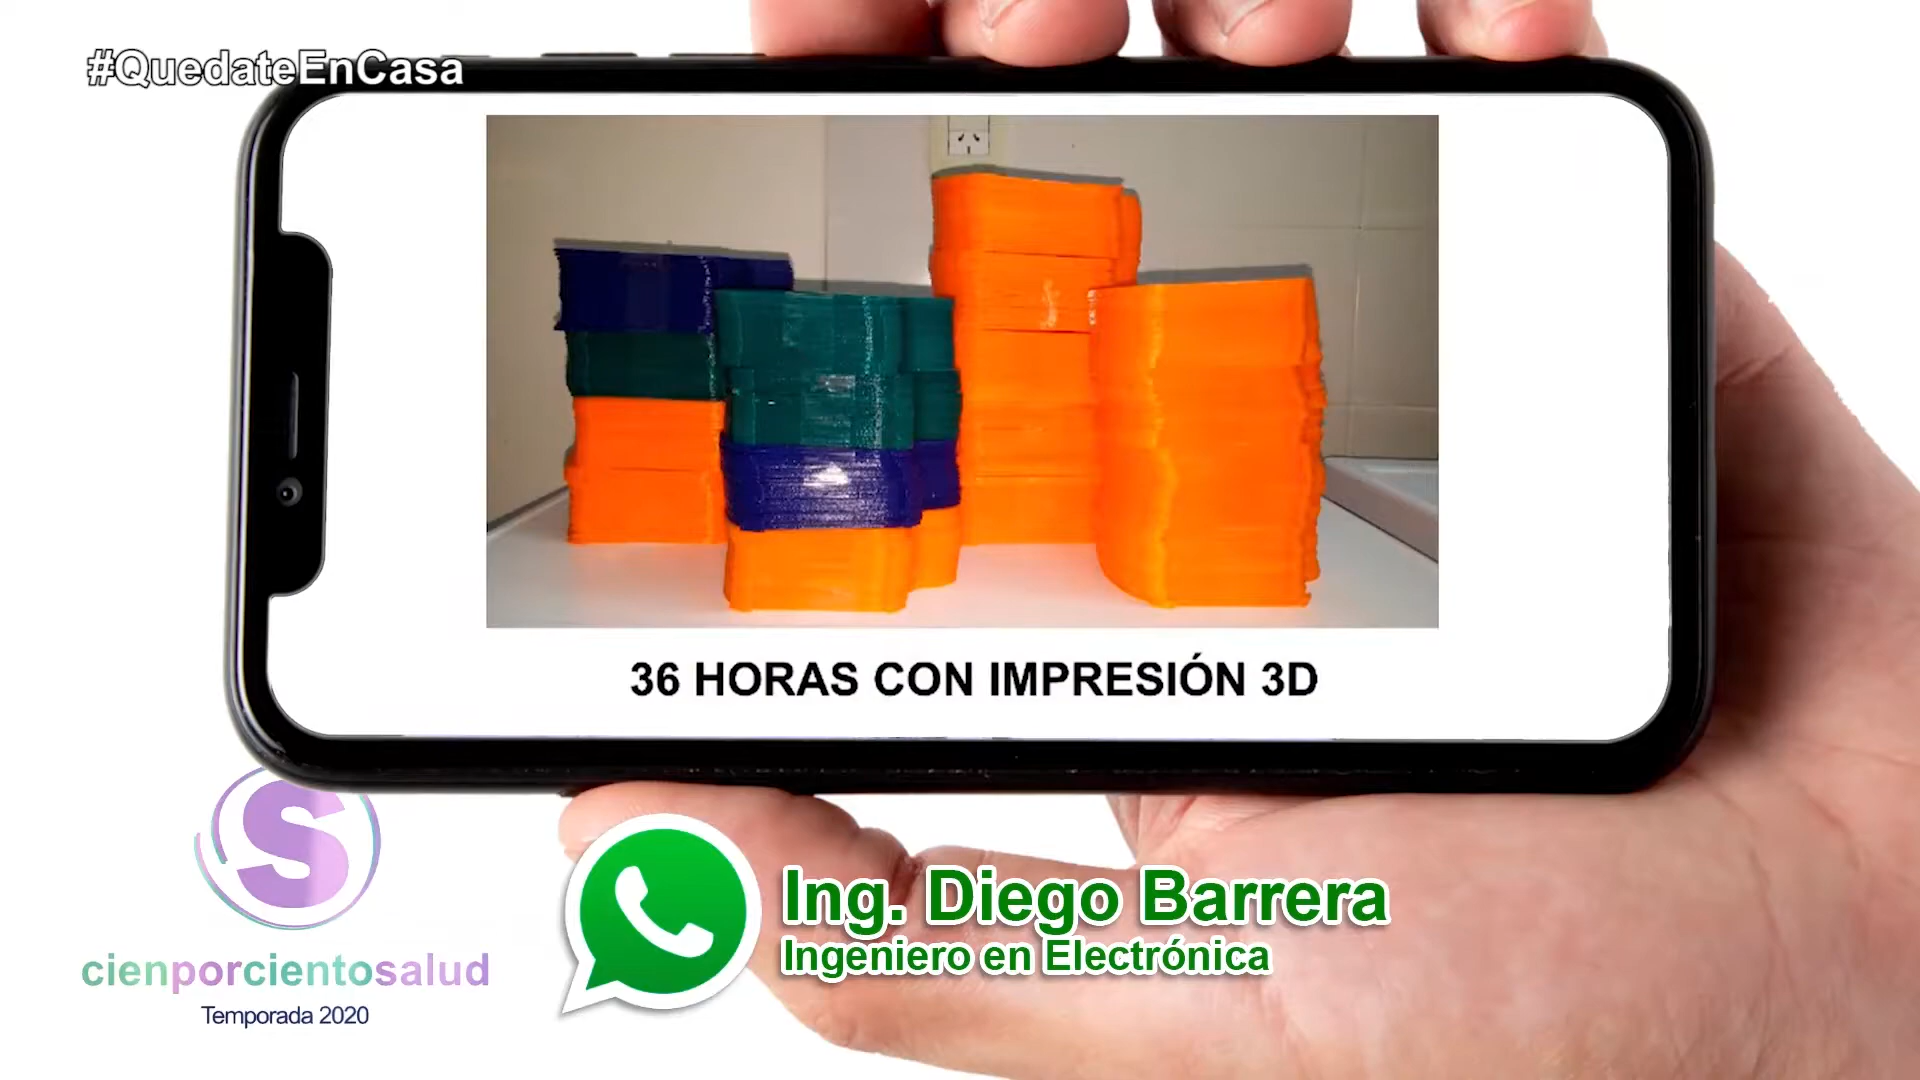 #QuedateEnCasa
36 HORAS CON IMPRESIÓN 3D
S
cienporcientosalud
Temporada 2020
Ing. Diego Barrera
Ingeniero en Electrónica